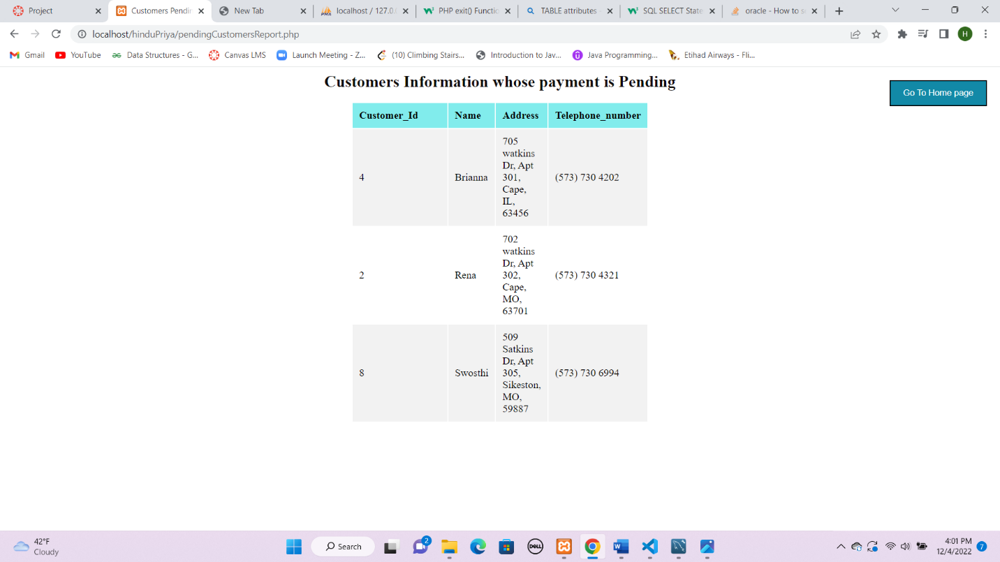 Project
Customers Pendin
New Tab
localhost / 127.0.
PHP exit() Functio
TABLE attributes
SQL SELECT State
oracle - How to s
localhost/hinduPriya/pendingCustomersReport.php
H
Gmail
YouTube
Data Structures - G...
Canvas LMS
Launch Meeting - Z...
(10) Climbing Stairs...
Introduction to Jav...
Java Programming...
Etihad Airways - Fli...
Customers Information whose payment is Pending
Go To Home page
Customer_Id Name Address Telephone_number
705
watkins
Dr, Apt
4 Brianna 301, (573) 730 4202
Cape,
IL,
63456
702
watkins
Dr, Apt
2 Rena 302, (573) 730 4321
Cape,
MO,
63701
509
Satkins
Dr, Apt
8 Swosthi 305, (573) 730 6994
Sikeston,
MO,
59887
42°F
Cloudy
Search
2
DELL
4:01 PM
12/4/2022
7